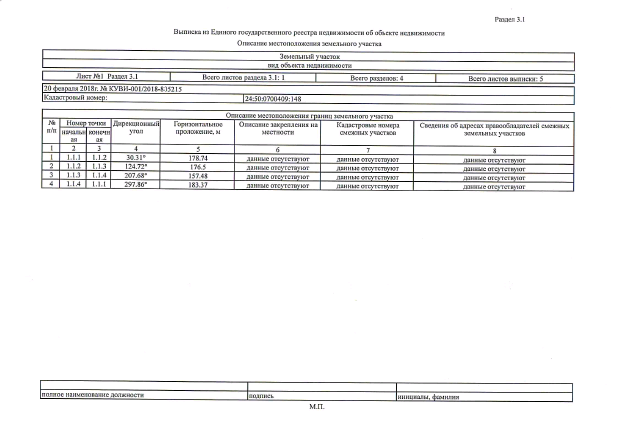 Раздел 3.1
Выписка из Единого государственного реестра недвижимости об объекте недвижимости
Описание местоположения земельного участка
Земельный участок
вид объекта недвижимости
Лист №1 Раздел 3.1 Всего листов раздела 3.1: 1 Всего разделов: 4 Всего листов выписки: 5
20 февраля 2018г. № КУВИ-001/2018-835215
Кадастровый номер: 24:50:0700409:148
Описание местоположения границ земельного участка
№ п/п Номер точки Дирекционный угол Горизонтальное проложение, м Описание закрепления на местности Кадастровые номера смежных участков Сведения об адресах правообладателей смежных земельных участков
начальная конечная
1 2 3 4 5 6 7 8
1 1.1.1 1.1.2 30.31° 178.74 данные отсутствуют данные отсутствуют данные отсутствуют
2 1.1.2 1.1.3 124.72° 176.5 данные отсутствуют данные отсутствуют данные отсутствуют
3 1.1.3 1.1.4 207.68° 157.48 данные отсутствуют данные отсутствуют данные отсутствуют
4 1.1.4 1.1.1 297.86° 183.37 данные отсутствуют данные отсутствуют данные отсутствуют
полное наименование должности подпись инициалы, фамилия
М.П.